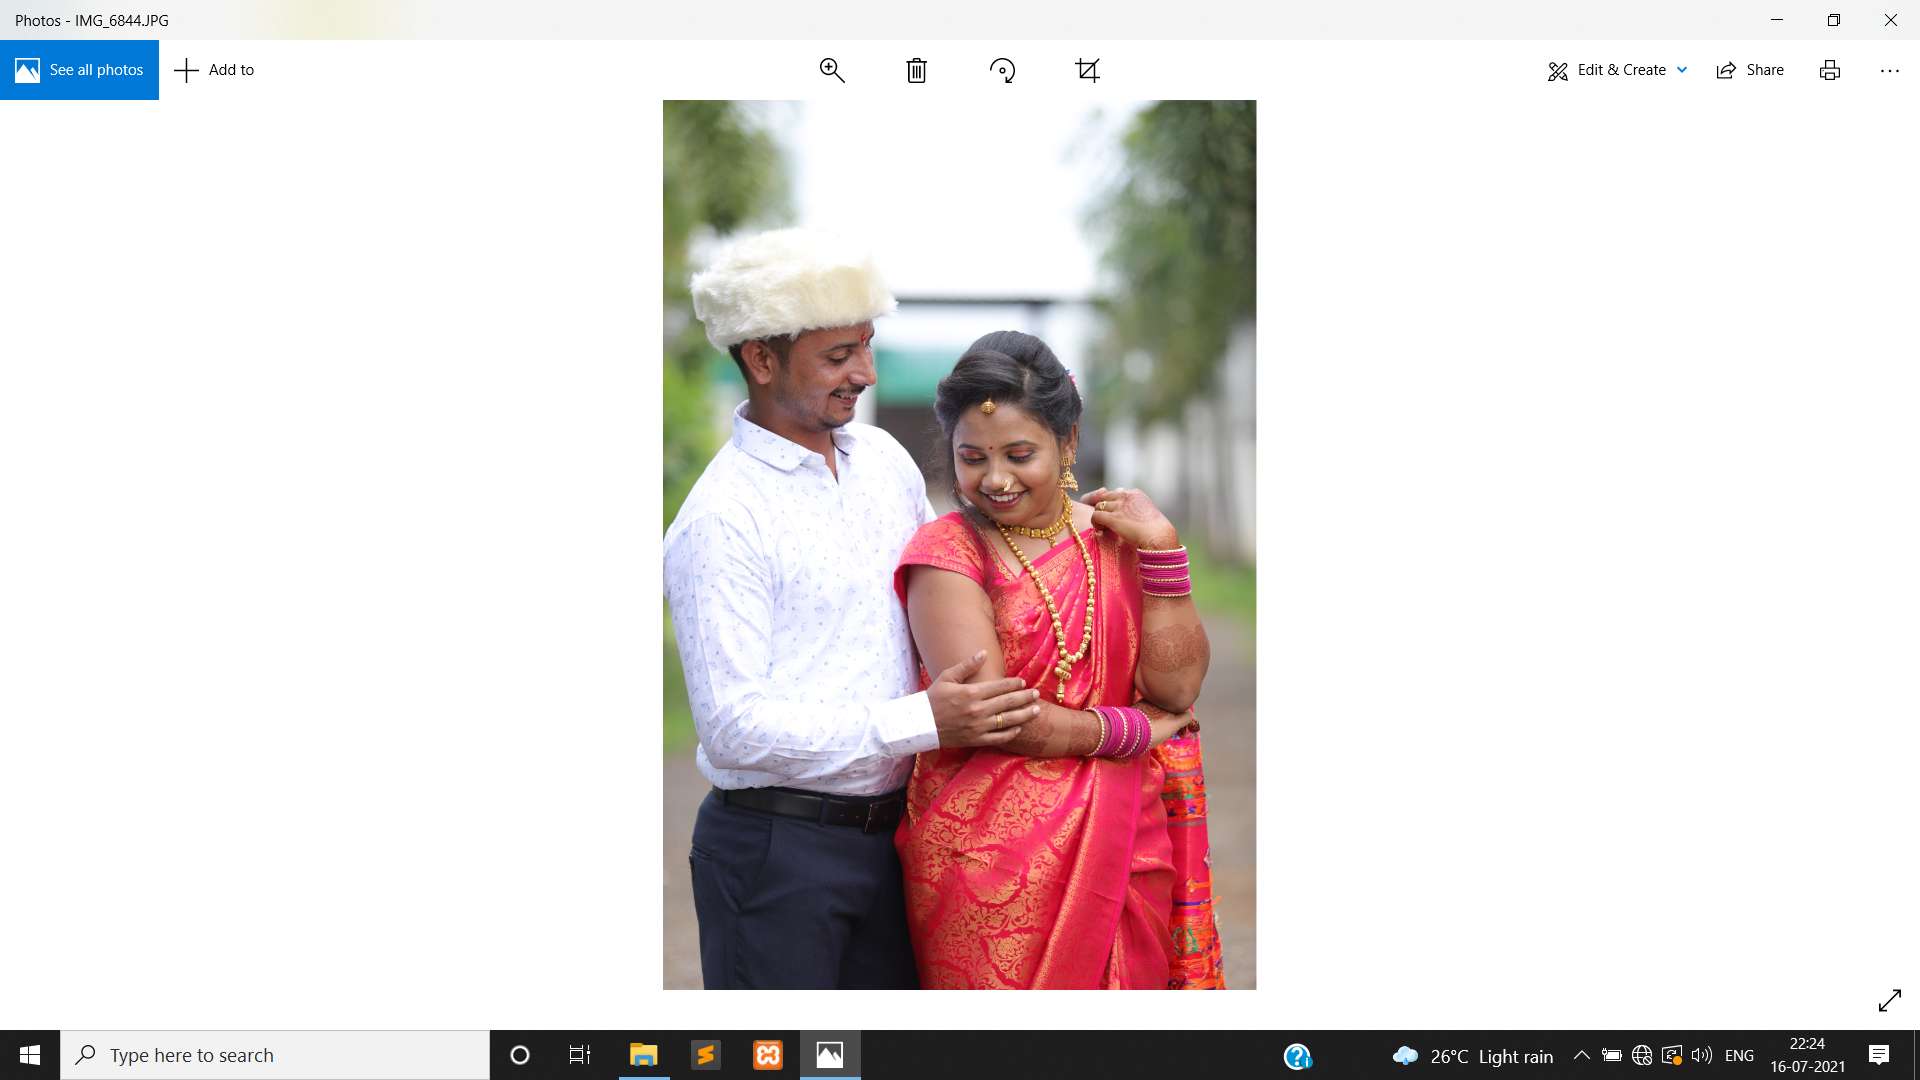 Photos - IMG_6844.JPG
See all photos
Add to
Edit & Create
Share
Type here to search
26°C Light rain
ENG
22:24
16-07-2021